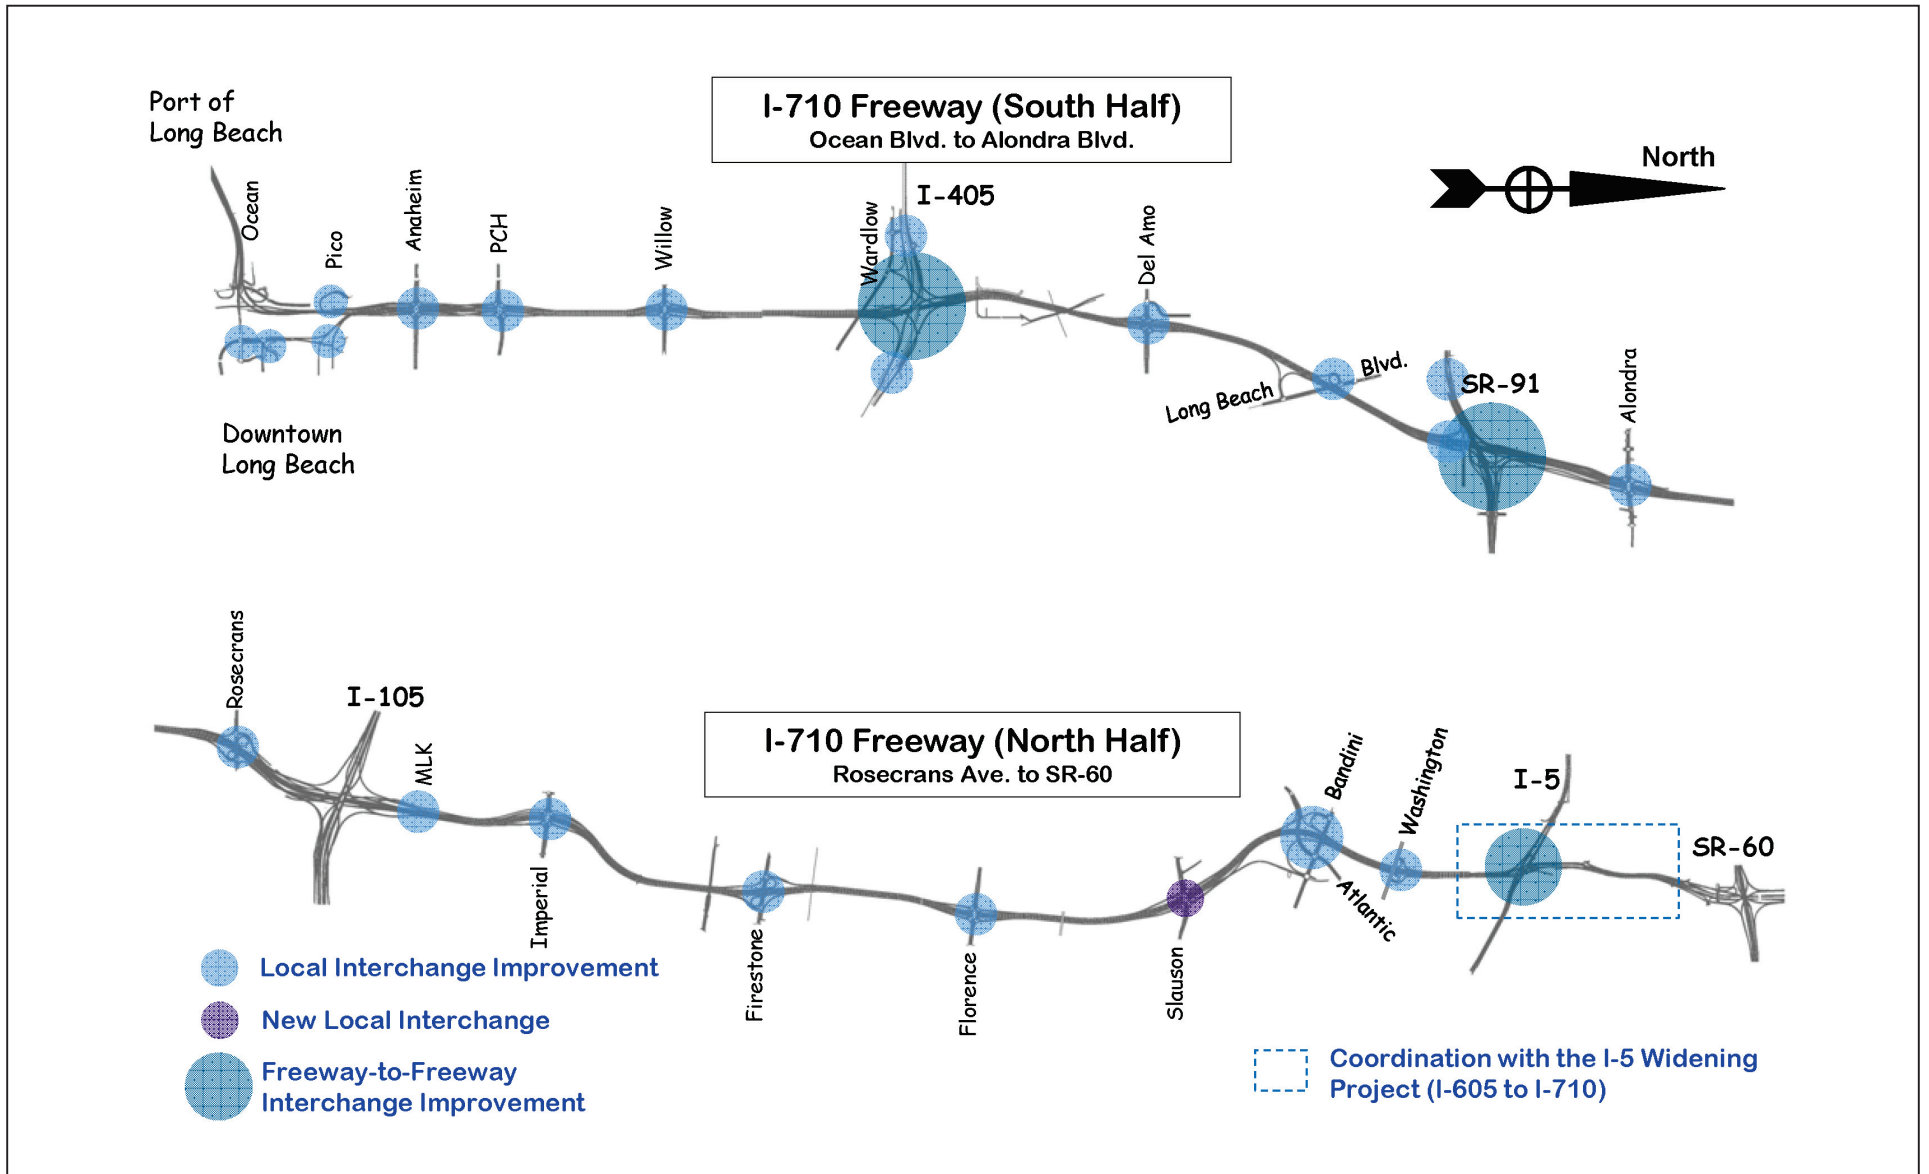 Port of
Long Beach
I-710 Freeway (South Half)
Ocean Blvd. to Alondra Blvd.
North
Ocean
Pico
Anaheim
PCH
Willow
Wardlow
I-405
Del Amo
Long Beach Blvd.
SR-91
Alondra
Downtown
Long Beach
Rosecrans
I-105
MLK
Imperial
I-710 Freeway (North Half)
Rosecrans Ave. to SR-60
Firestone
Florence
Slauson
Bandini
Atlantic
Washington
I-5
SR-60
Local Interchange Improvement
New Local Interchange
Freeway-to-Freeway
Interchange Improvement
Coordination with the I-5 Widening
Project (I-605 to I-710)